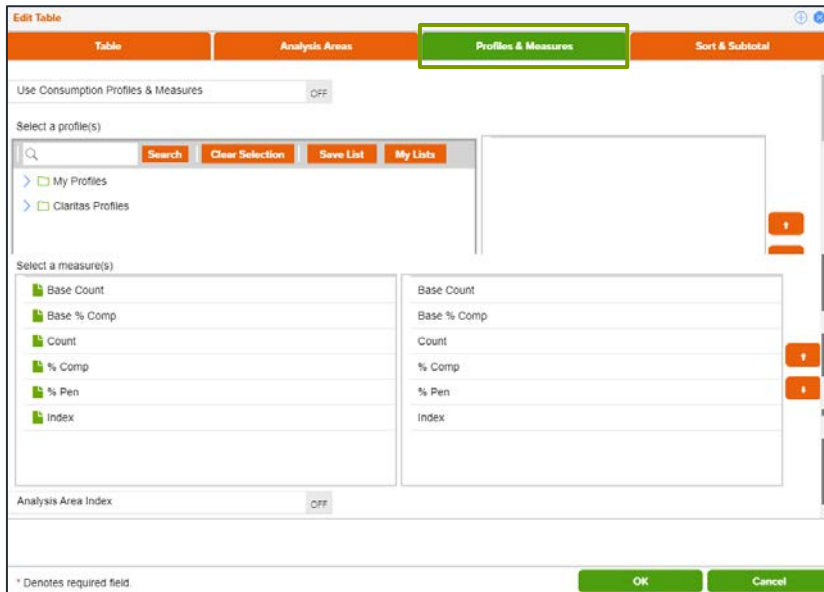 Edit Table
Table Analysis Areas Profiles & Measures Sort & Subtotal
Use Consumption Profiles & Measures OFF
Select a profile(s)
Search Clear Selection Save List My Lists
My Profiles
Claritas Profiles
Select a measure(s)
Base Count Base Count
Base % Comp Base % Comp
Count Count
% Comp % Comp
% Pen % Pen
Index Index
Analysis Area Index OFF
* Denotes required field. OK Cancel